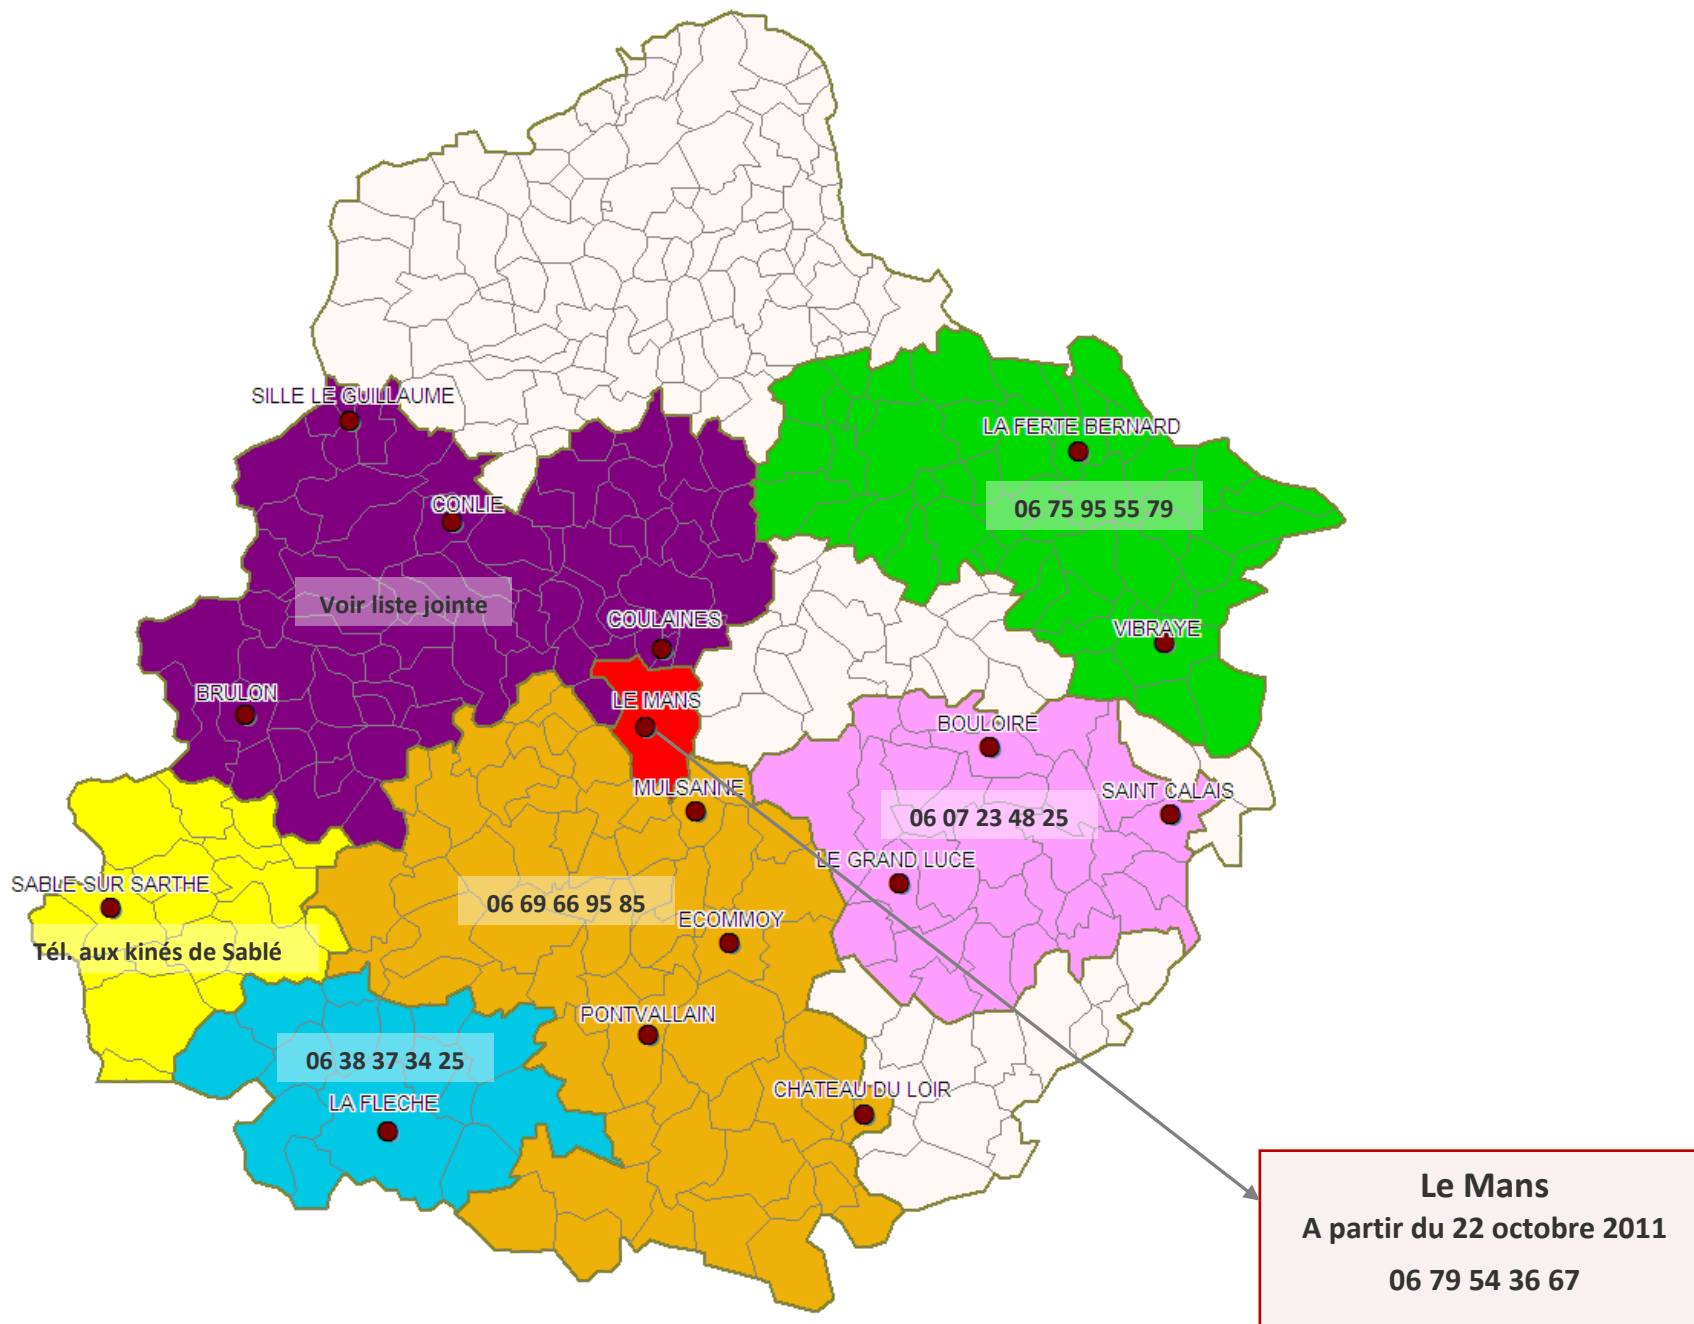 SILLE LE GUILLAUME
LA FERTE BERNARD
CONLIE
06 75 95 55 79
Voir liste jointe
COULAINES
VIBRAYE
BRULON
LE MANS
BOULOIRE
MULSANNE
SAINT CALAIS
06 07 23 48 25
LE GRAND LUCE
SABLE SUR SARTHE
06 69 66 95 85
ECOMMOY
Tél. aux kinés de Sablé
PONTVALLAIN
06 38 37 34 25
CHATEAU DU LOIR
LA FLECHE
Le Mans
A partir du 22 octobre 2011
06 79 54 36 67